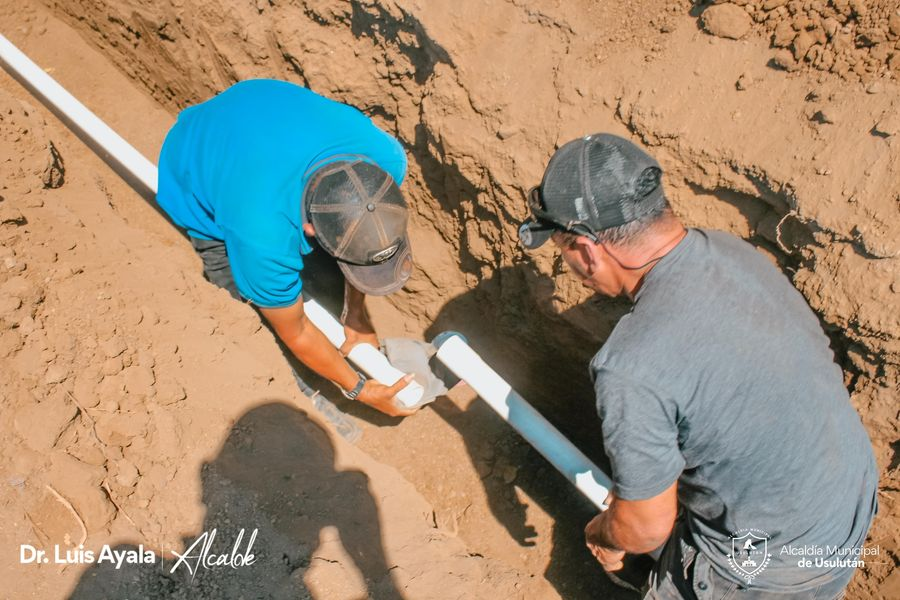 Dr. Luis Ayala | Alcalde
Alcaldía Municipal
de Usulután